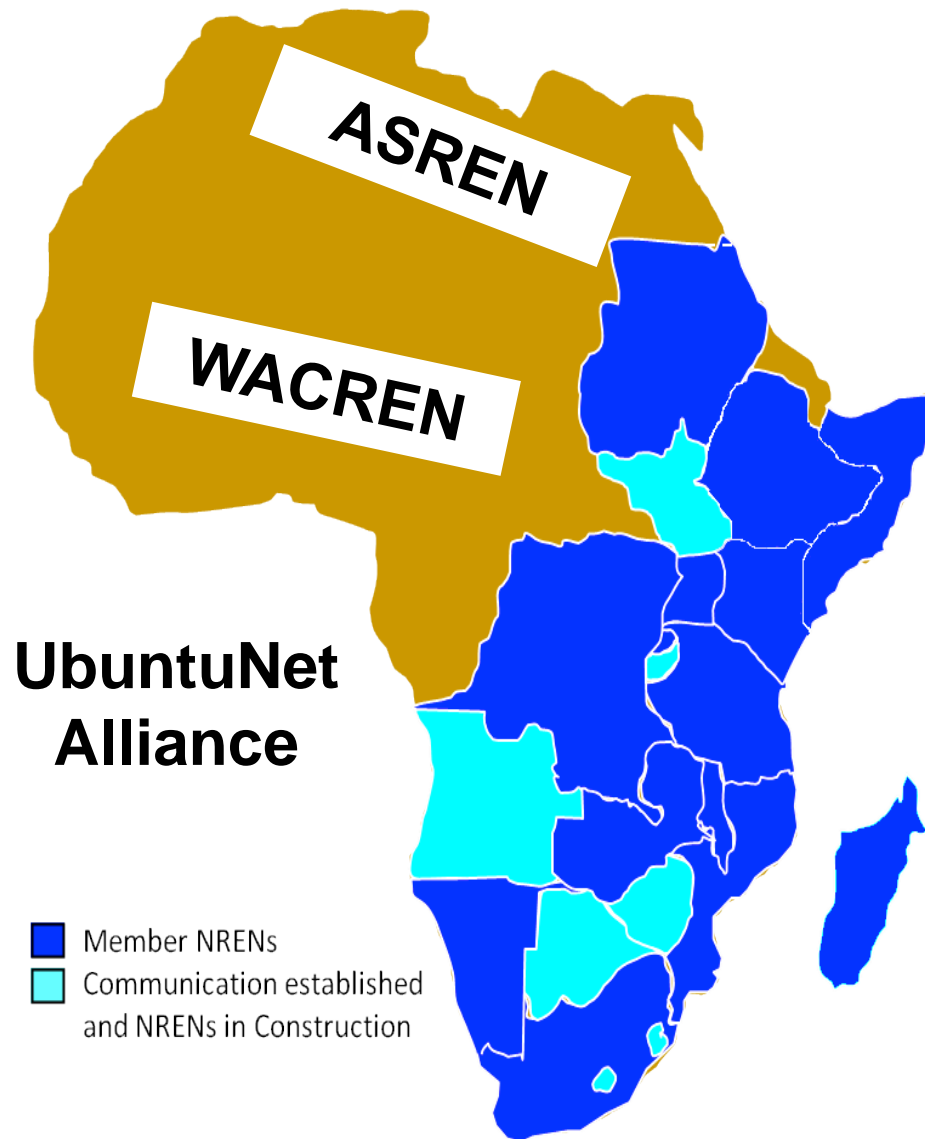 ASREN
WACREN
UbuntuNet
Alliance
Member NRENs
Communication established
and NRENs in Construction